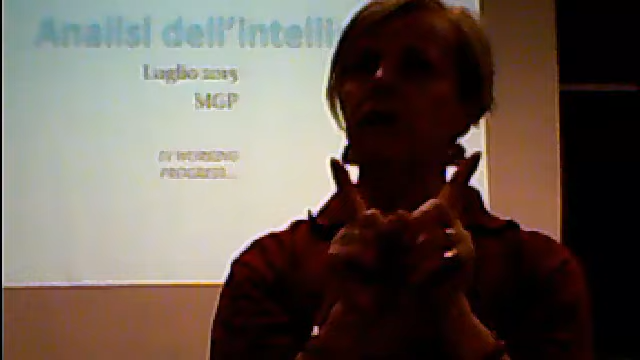 Analisi dell'intelli
Luglio 2015
MGP
IN WORKING
PROGRESS...